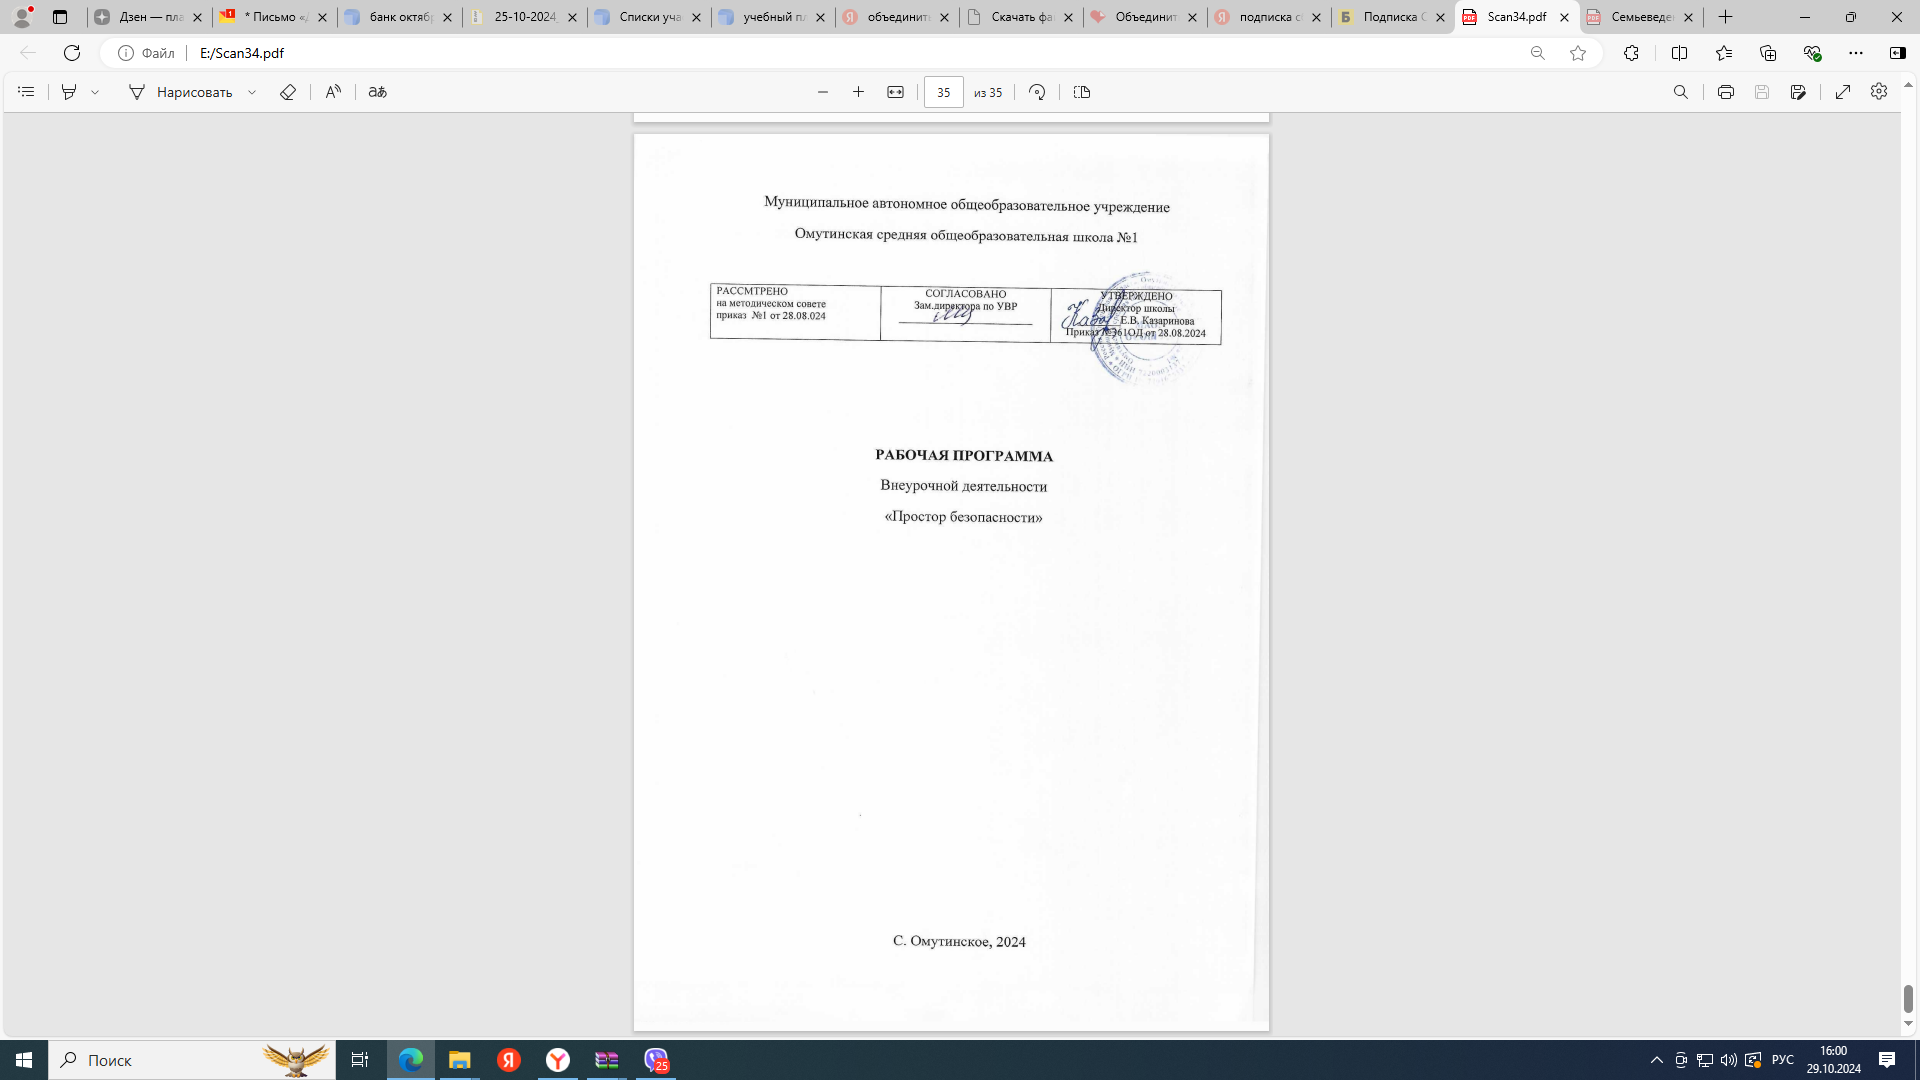 Дзен — пла
* Письмо «Д
банк октябр
25-10-2024_
Списки уча
учебный пл
объединить
Скачать фа
Объединит
подписка с
Подписка С
Scan34.pdf
Семьеведе
Файл
E:/Scan34.pdf
Нарисовать
35
из 35
Муниципальное автономное общеобразовательное учреждение
Омутинская средняя общеобразовательная школа №1
РАССМТРЕНО
на методическом совете
приказ №1 от 28.08.024
СОГЛАСОВАНО
Зам.директора по УВР
УТВЕРЖДЕНО
Директор школы
Е.В. Казаринова
Приказ №361ОД от 28.08.2024
РАБОЧАЯ ПРОГРАММА
Внеурочной деятельности
«Простор безопасности»
С. Омутинское, 2024
Поиск
25
РУС
16:00
29.10.2024